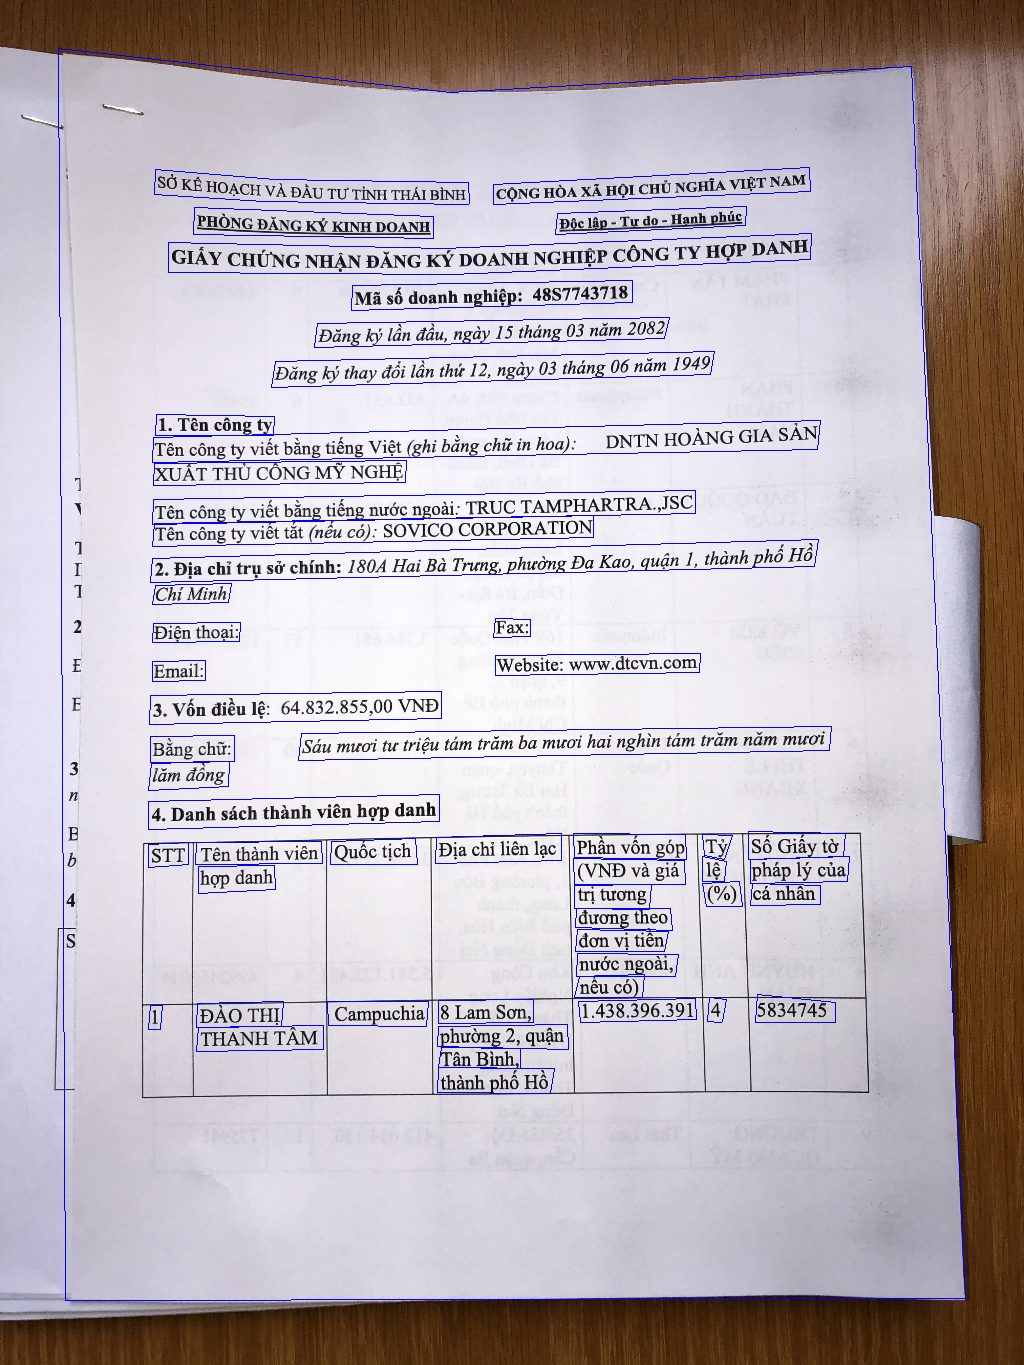 SỞ KẾ HOẠCH VÀ ĐẦU TƯ TỈNH THÁI BÌNH
CỘNG HÒA XÃ HỘI CHỦ NGHĨA VIỆT NAM
PHÒNG ĐĂNG KÝ KINH DOANH
Độc lập - Tự do - Hạnh phúc
GIẤY CHỨNG NHẬN ĐĂNG KÝ DOANH NGHIỆP CÔNG TY HỢP DANH
Mã số doanh nghiệp: 48S7743718
Đăng ký lần đầu, ngày 15 tháng 03 năm 2082
Đăng ký thay đổi lần thứ 12, ngày 03 tháng 06 năm 1949
1. Tên công ty
Tên công ty viết bằng tiếng Việt (ghi bằng chữ in hoa): DNTN HOÀNG GIA SẢN
XUẤT THỦ CÔNG MỸ NGHỆ
Tên công ty viết bằng tiếng nước ngoài: TRUC TAMPHARTRA.,JSC
Tên công ty viết tắt (nếu có): SOVICO CORPORATION
2. Địa chỉ trụ sở chính: 180A Hai Bà Trưng, phường Đa Kao, quận 1, thành phố Hồ
Chí Minh
Điện thoại:
Fax:
Email:
Website: www.dtcvn.com
3. Vốn điều lệ: 64.832.855,00 VNĐ
Bằng chữ: Sáu mươi tư triệu tám trăm ba mươi hai nghìn tám trăm năm mươi
lăm đồng
4. Danh sách thành viên hợp danh
STT
Tên thành viên
hợp danh
Quốc tịch
Địa chỉ liên lạc
Phần vốn góp
(VNĐ và giá
trị tương
đương theo
đơn vị tiền
nước ngoài,
nếu có)
Tỷ
lệ
(%)
Số Giấy tờ
pháp lý của
cá nhân
1
ĐÀO THỊ
THANH TÂM
Campuchia
8 Lam Sơn,
phường 2, quận
Tân Bình,
thành phố Hồ
1.438.396.391
4
5834745